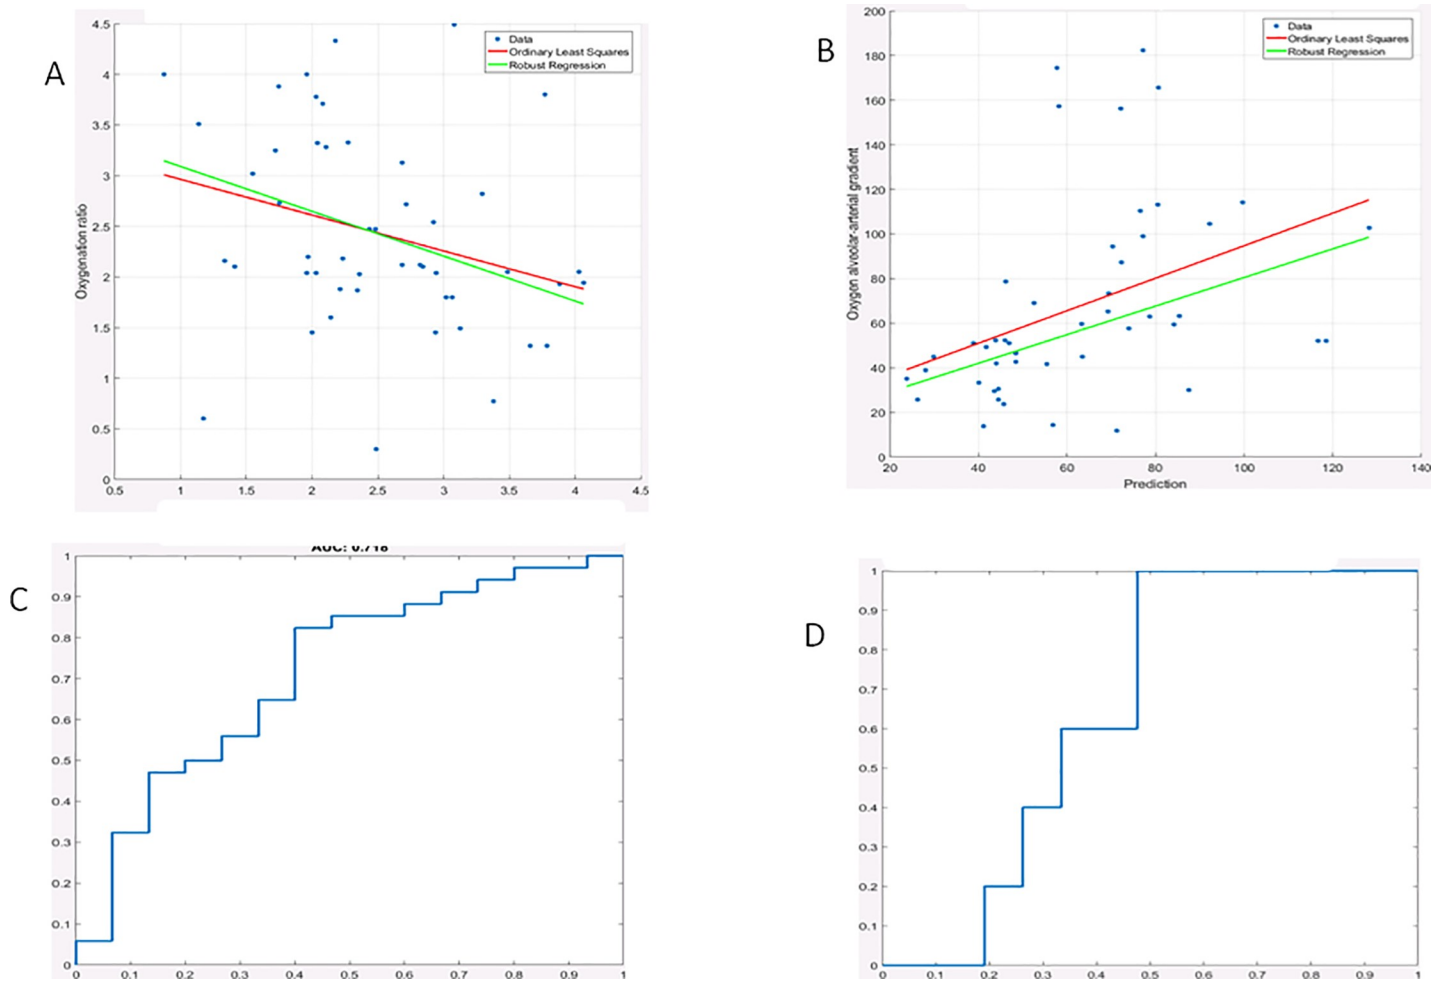 A
4.5
4
3.5
3
2.5
2
1.5
1
0.5
0
Oxygenation ratio
Data
Ordinary Least Squares
Robust Regression
0.5 1 1.5 2 2.5 3 3.5 4 4.5
B
200
180
160
140
120
100
80
60
40
20
0
Oxygen alveolar-arterial gradient
Data
Ordinary Least Squares
Robust Regression
20 40 60 80 100 120 140
Prediction
C
AUC: 0.718
1
0.9
0.8
0.7
0.6
0.5
0.4
0.3
0.2
0.1
0
0 0.1 0.2 0.3 0.4 0.5 0.6 0.7 0.8 0.9 1
D
1
0.9
0.8
0.7
0.6
0.5
0.4
0.3
0.2
0.1
0
0 0.1 0.2 0.3 0.4 0.5 0.6 0.7 0.8 0.9 1